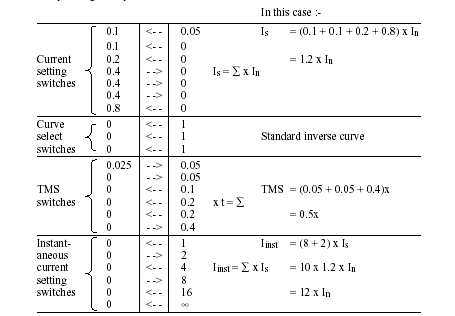 In this case :-
0.1 <-- 0.05 Is = (0.1 + 0.1 + 0.2 + 0.8) x In
0.1 <-- 0
Current 0.2 <-- 0 = 1.2 x In
setting 0.4 --> 0 Is = ∑ x In
switches 0.4 --> 0
0.4 --> 0
0.8 <-- 0
Curve 0 <-- 1
select 0 <-- 1 Standard inverse curve
switches 0 <-- 1
0.025 --> 0.05
0 --> 0.05
TMS 0 <-- 0.1 TMS = (0.05 + 0.05 + 0.4)x
switches 0 <-- 0.2 x t = ∑
0 <-- 0.2 = 0.5x
0 --> 0.4
Instant- 0 <-- 1 Iinst = (8 + 2) x Is
aneous 0 --> 2
current 0 <-- 4 Iinst = ∑ x Is = 10 x 1.2 x In
setting 0 --> 8
switches 0 <-- 16 = 12 x In
0 <-- ∞